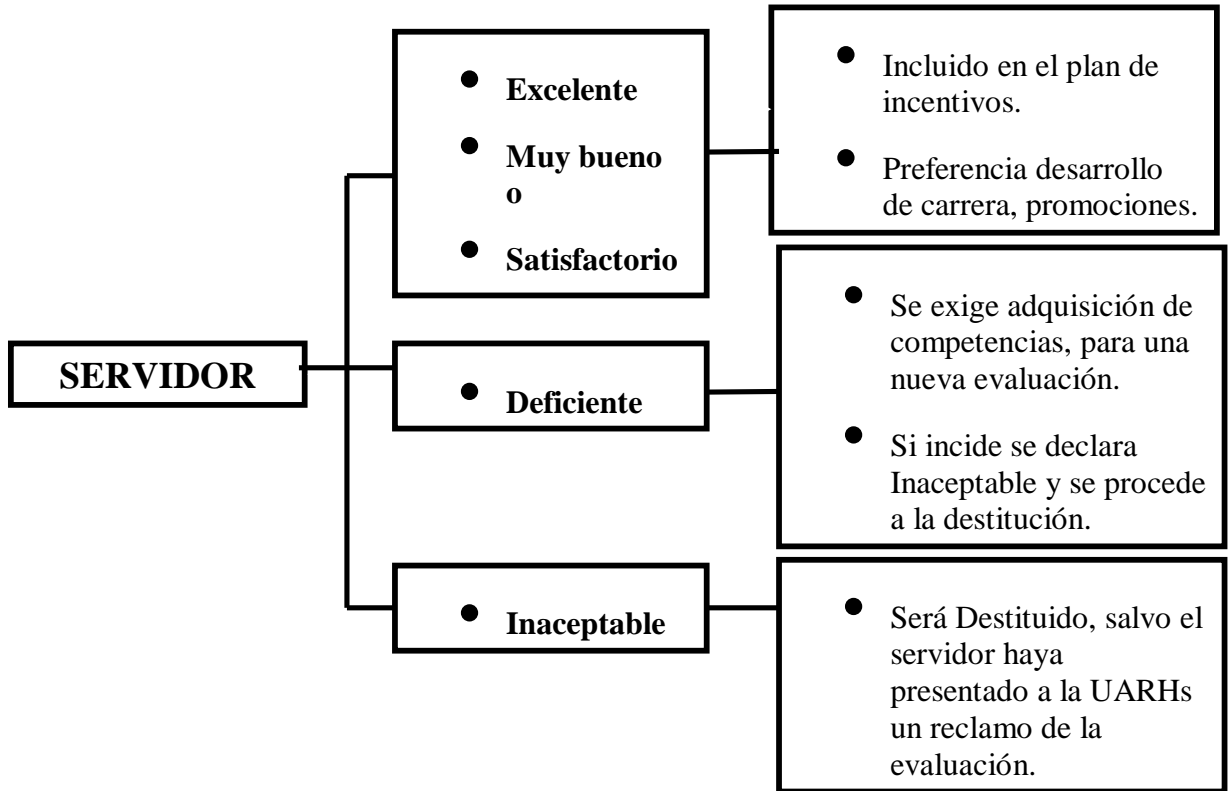 SERVIDOR
● Excelente
● Muy bueno
o
● Satisfactorio
● Incluido en el plan de
incentivos.
● Preferencia desarrollo
de carrera, promociones.
● Deficiente
● Se exige adquisición de
competencias, para una
nueva evaluación.
● Si incide se declara
Inaceptable y se procede
a la destitución.
● Inaceptable
● Será Destituido, salvo el
servidor haya
presentado a la UARHs
un reclamo de la
evaluación.